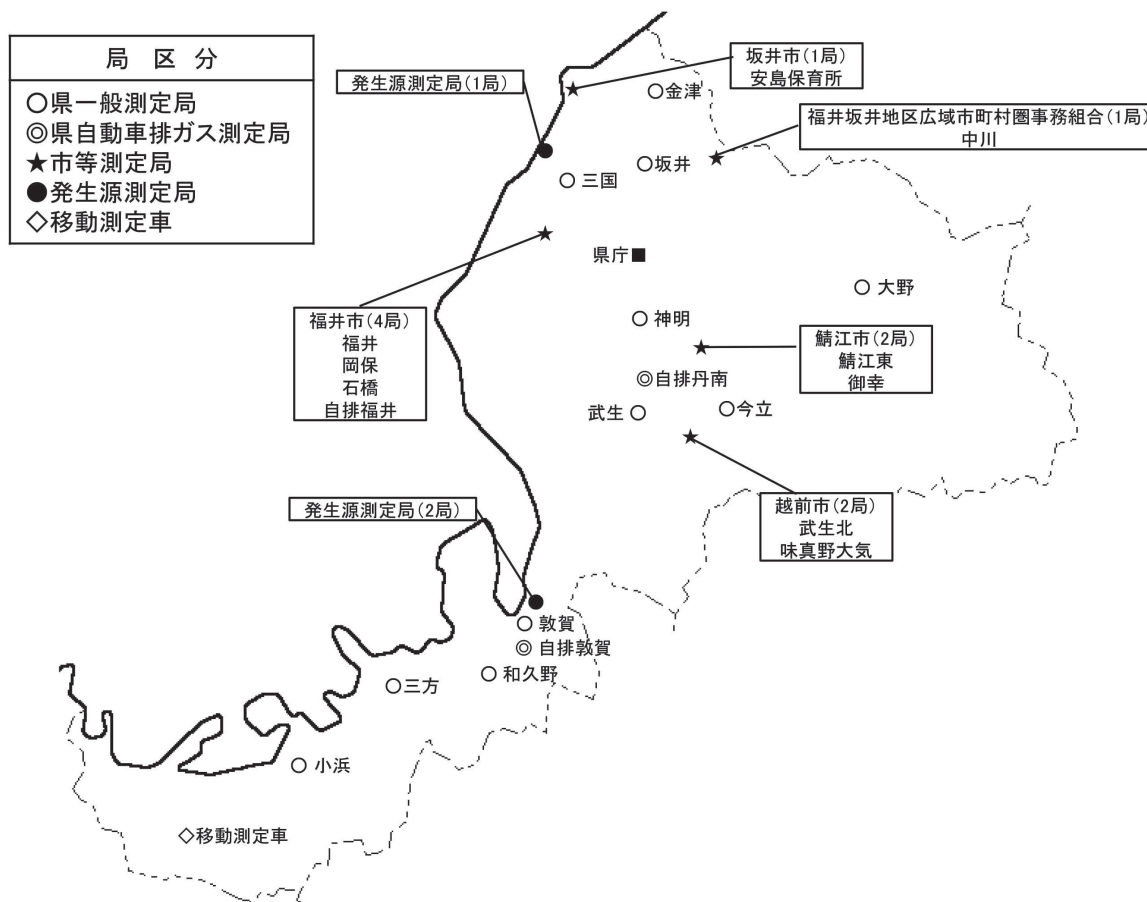 局 区 分
○県一般測定局
◎県自動車排ガス測定局
★市等測定局
●発生源測定局
◇移動測定車
発生源測定局(1局)
坂井市(1局)
安島保育所
金津
福井坂井地区広域市町村圏事務組合(1局)
中川
坂井
三国
県庁■
大野
福井市(4局)
福井
岡保
石橋
自排福井
神明
鯖江市(2局)
鯖江東
御幸
自排丹南
武生
今立
越前市(2局)
武生北
味真野大気
発生源測定局(2局)
敦賀
自排敦賀
和久野
三方
小浜
◇移動測定車